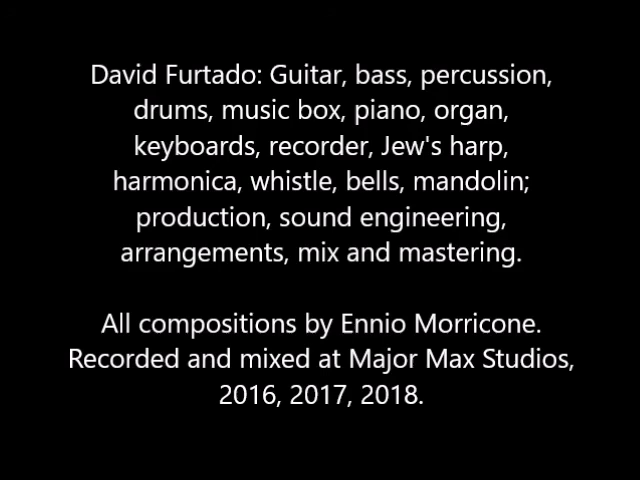 David Furtado: Guitar, bass, percussion,
drums, music box, piano, organ,
keyboards, recorder, Jew's harp,
harmonica, whistle, bells, mandolin;
production, sound engineering,
arrangements, mix and mastering.
All compositions by Ennio Morricone.
Recorded and mixed at Major Max Studios,
2016, 2017, 2018.